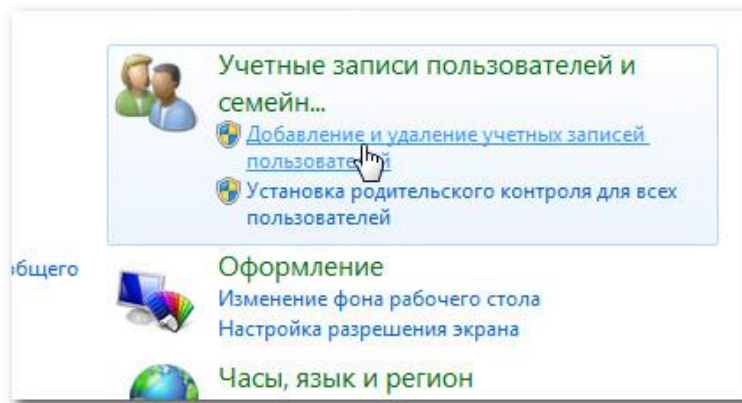 Учетные записи пользователей и
семейн...
Добавление и удаление учетных записей
пользователей
Установка родительского контроля для всех
пользователей
общего
Оформление
Изменение фона рабочего стола
Настройка разрешения экрана
Часы, язык и регион